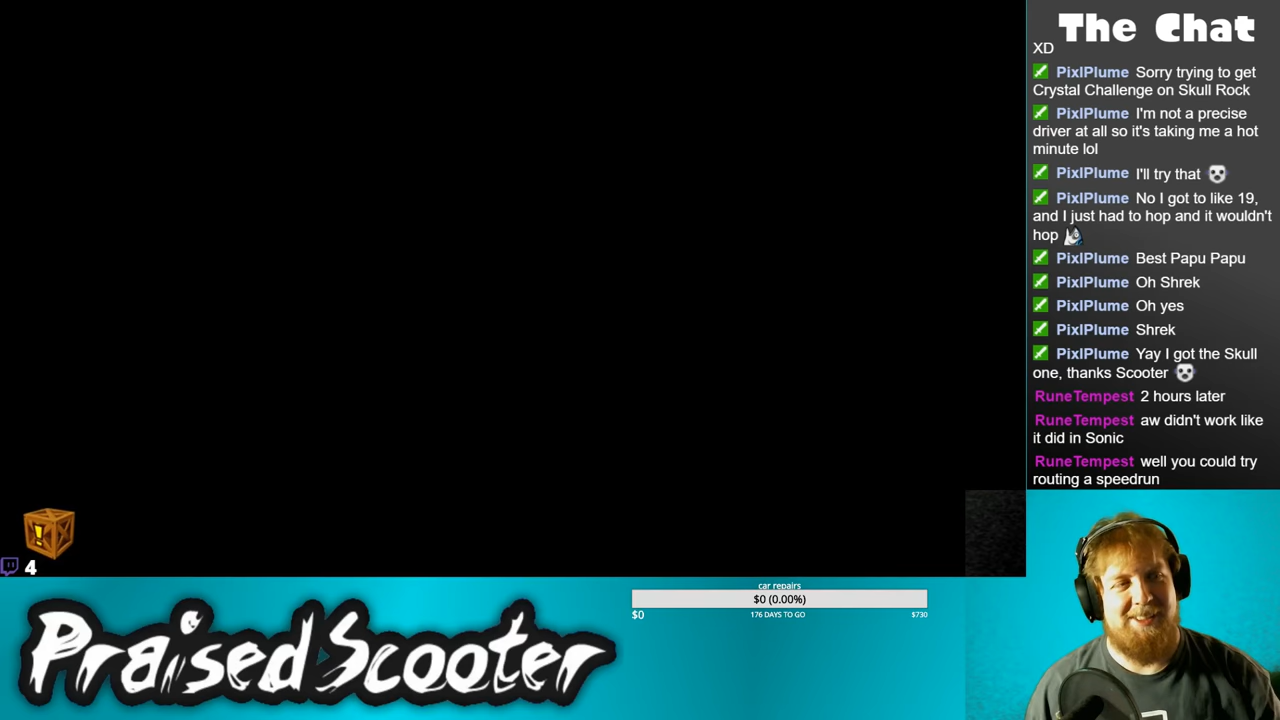 The Chat
XD
PixlPlume Sorry trying to get
Crystal Challenge on Skull Rock
PixlPlume I'm not a precise
driver at all so it's taking me a hot
minute lol
PixlPlume I'll try that
PixlPlume No I got to like 19,
and I just had to hop and it wouldn't
hop
PixlPlume Best Papu Papu
PixlPlume Oh Shrek
PixlPlume Oh yes
PixlPlume Shrek
PixlPlume Yay I got the Skull
one, thanks Scooter
RuneTempest 2 hours later
RuneTempest aw didn't work like
it did in Sonic
RuneTempest well you could try
routing a speedrun
!
4
PraisedScooter
car repairs
$0 (0.00%)
$0 176 DAYS TO GO $730